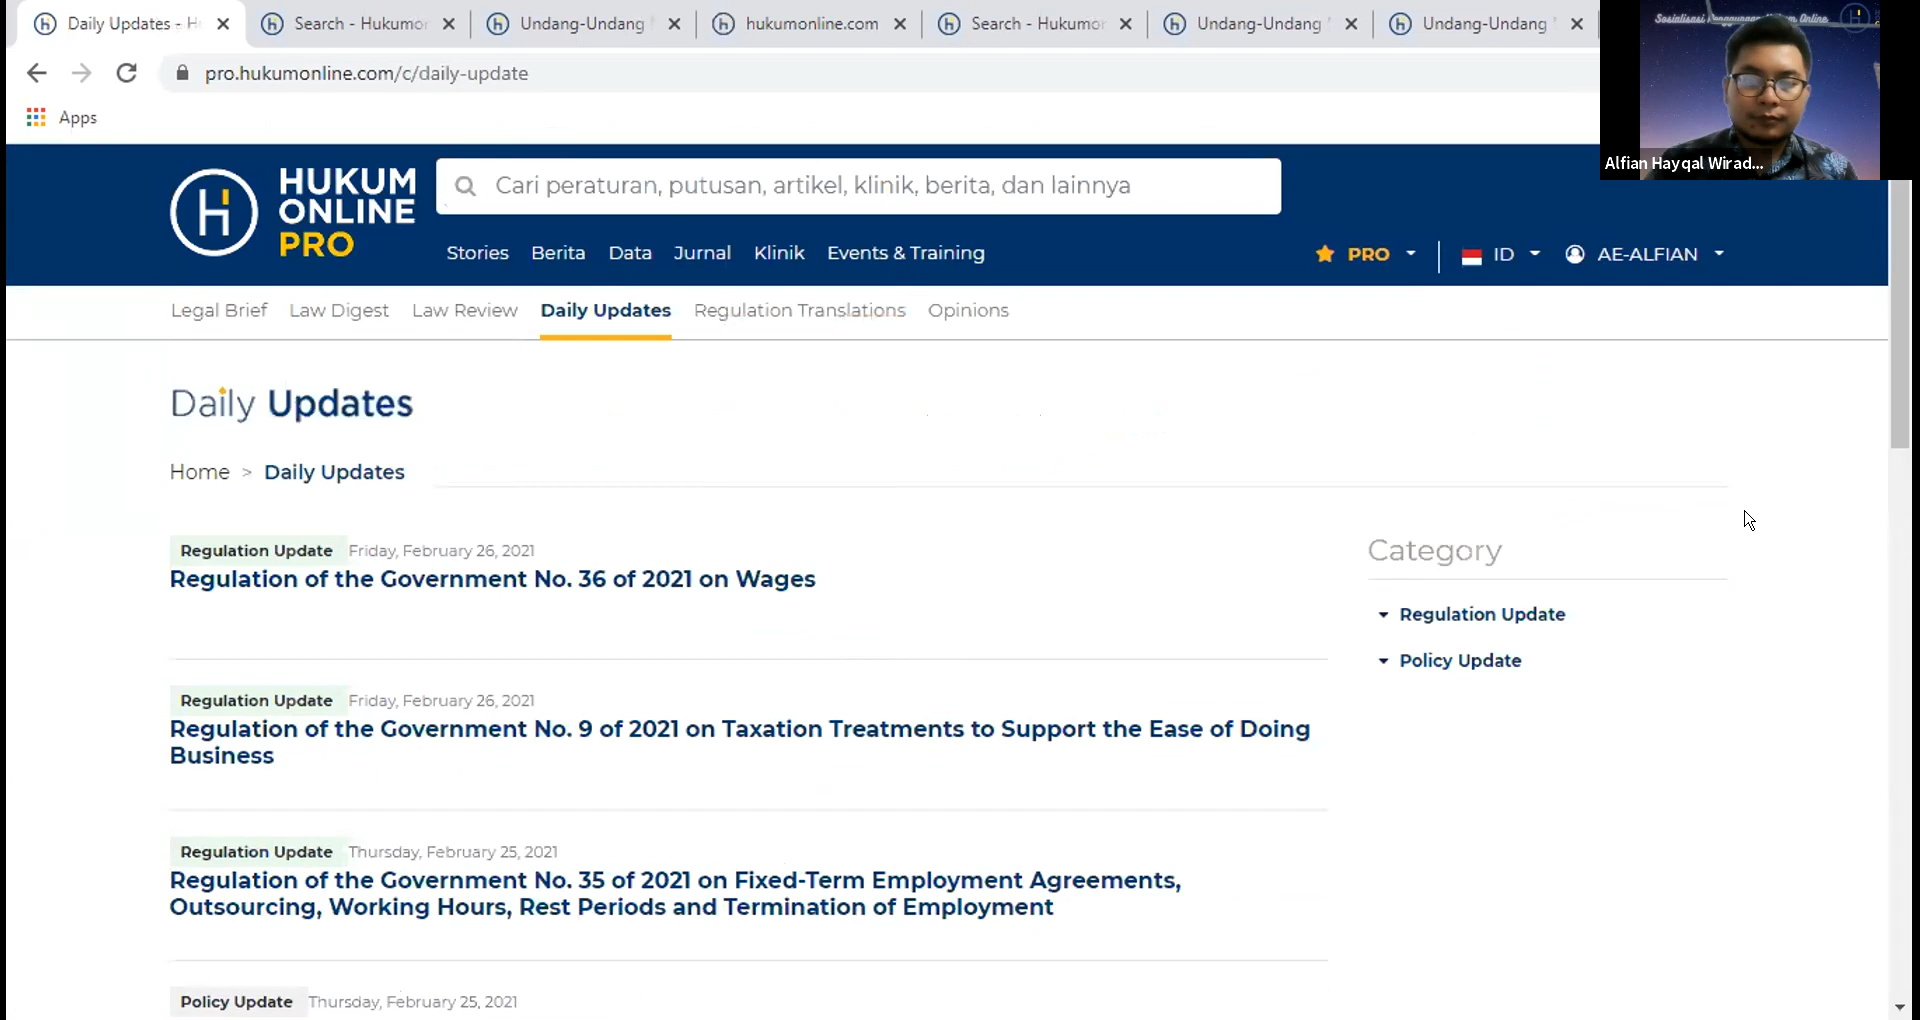 Daily Updates - H
Search - Hukumor
Undang-Undang
hukumonline.com
Search - Hukumor
Undang-Undang
Undang-Undang
pro.hukumonline.com/c/daily-update
Apps
Sosialisasi Penggunaan Hukum Online
Alfian Hayqal Wirad...
HUKUM
ONLINE
PRO
Cari peraturan, putusan, artikel, klinik, berita, dan lainnya
Stories Berita Data Jurnal Klinik Events & Training
PRO ID AE-ALFIAN
Legal Brief Law Digest Law Review Daily Updates Regulation Translations Opinions
Daily Updates
Home > Daily Updates
Regulation Update Friday, February 26, 2021
Regulation of the Government No. 36 of 2021 on Wages
Regulation Update Friday, February 26, 2021
Regulation of the Government No. 9 of 2021 on Taxation Treatments to Support the Ease of Doing
Business
Regulation Update Thursday, February 25, 2021
Regulation of the Government No. 35 of 2021 on Fixed-Term Employment Agreements,
Outsourcing, Working Hours, Rest Periods and Termination of Employment
Policy Update Thursday, February 25, 2021
Category
Regulation Update
Policy Update